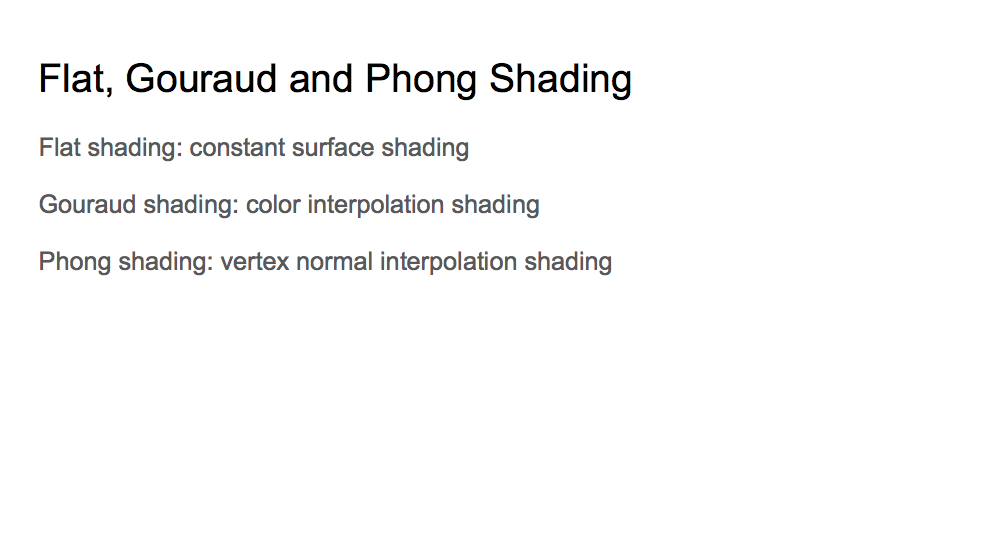 Flat, Gouraud and Phong Shading
Flat shading: constant surface shading
Gouraud shading: color interpolation shading
Phong shading: vertex normal interpolation shading